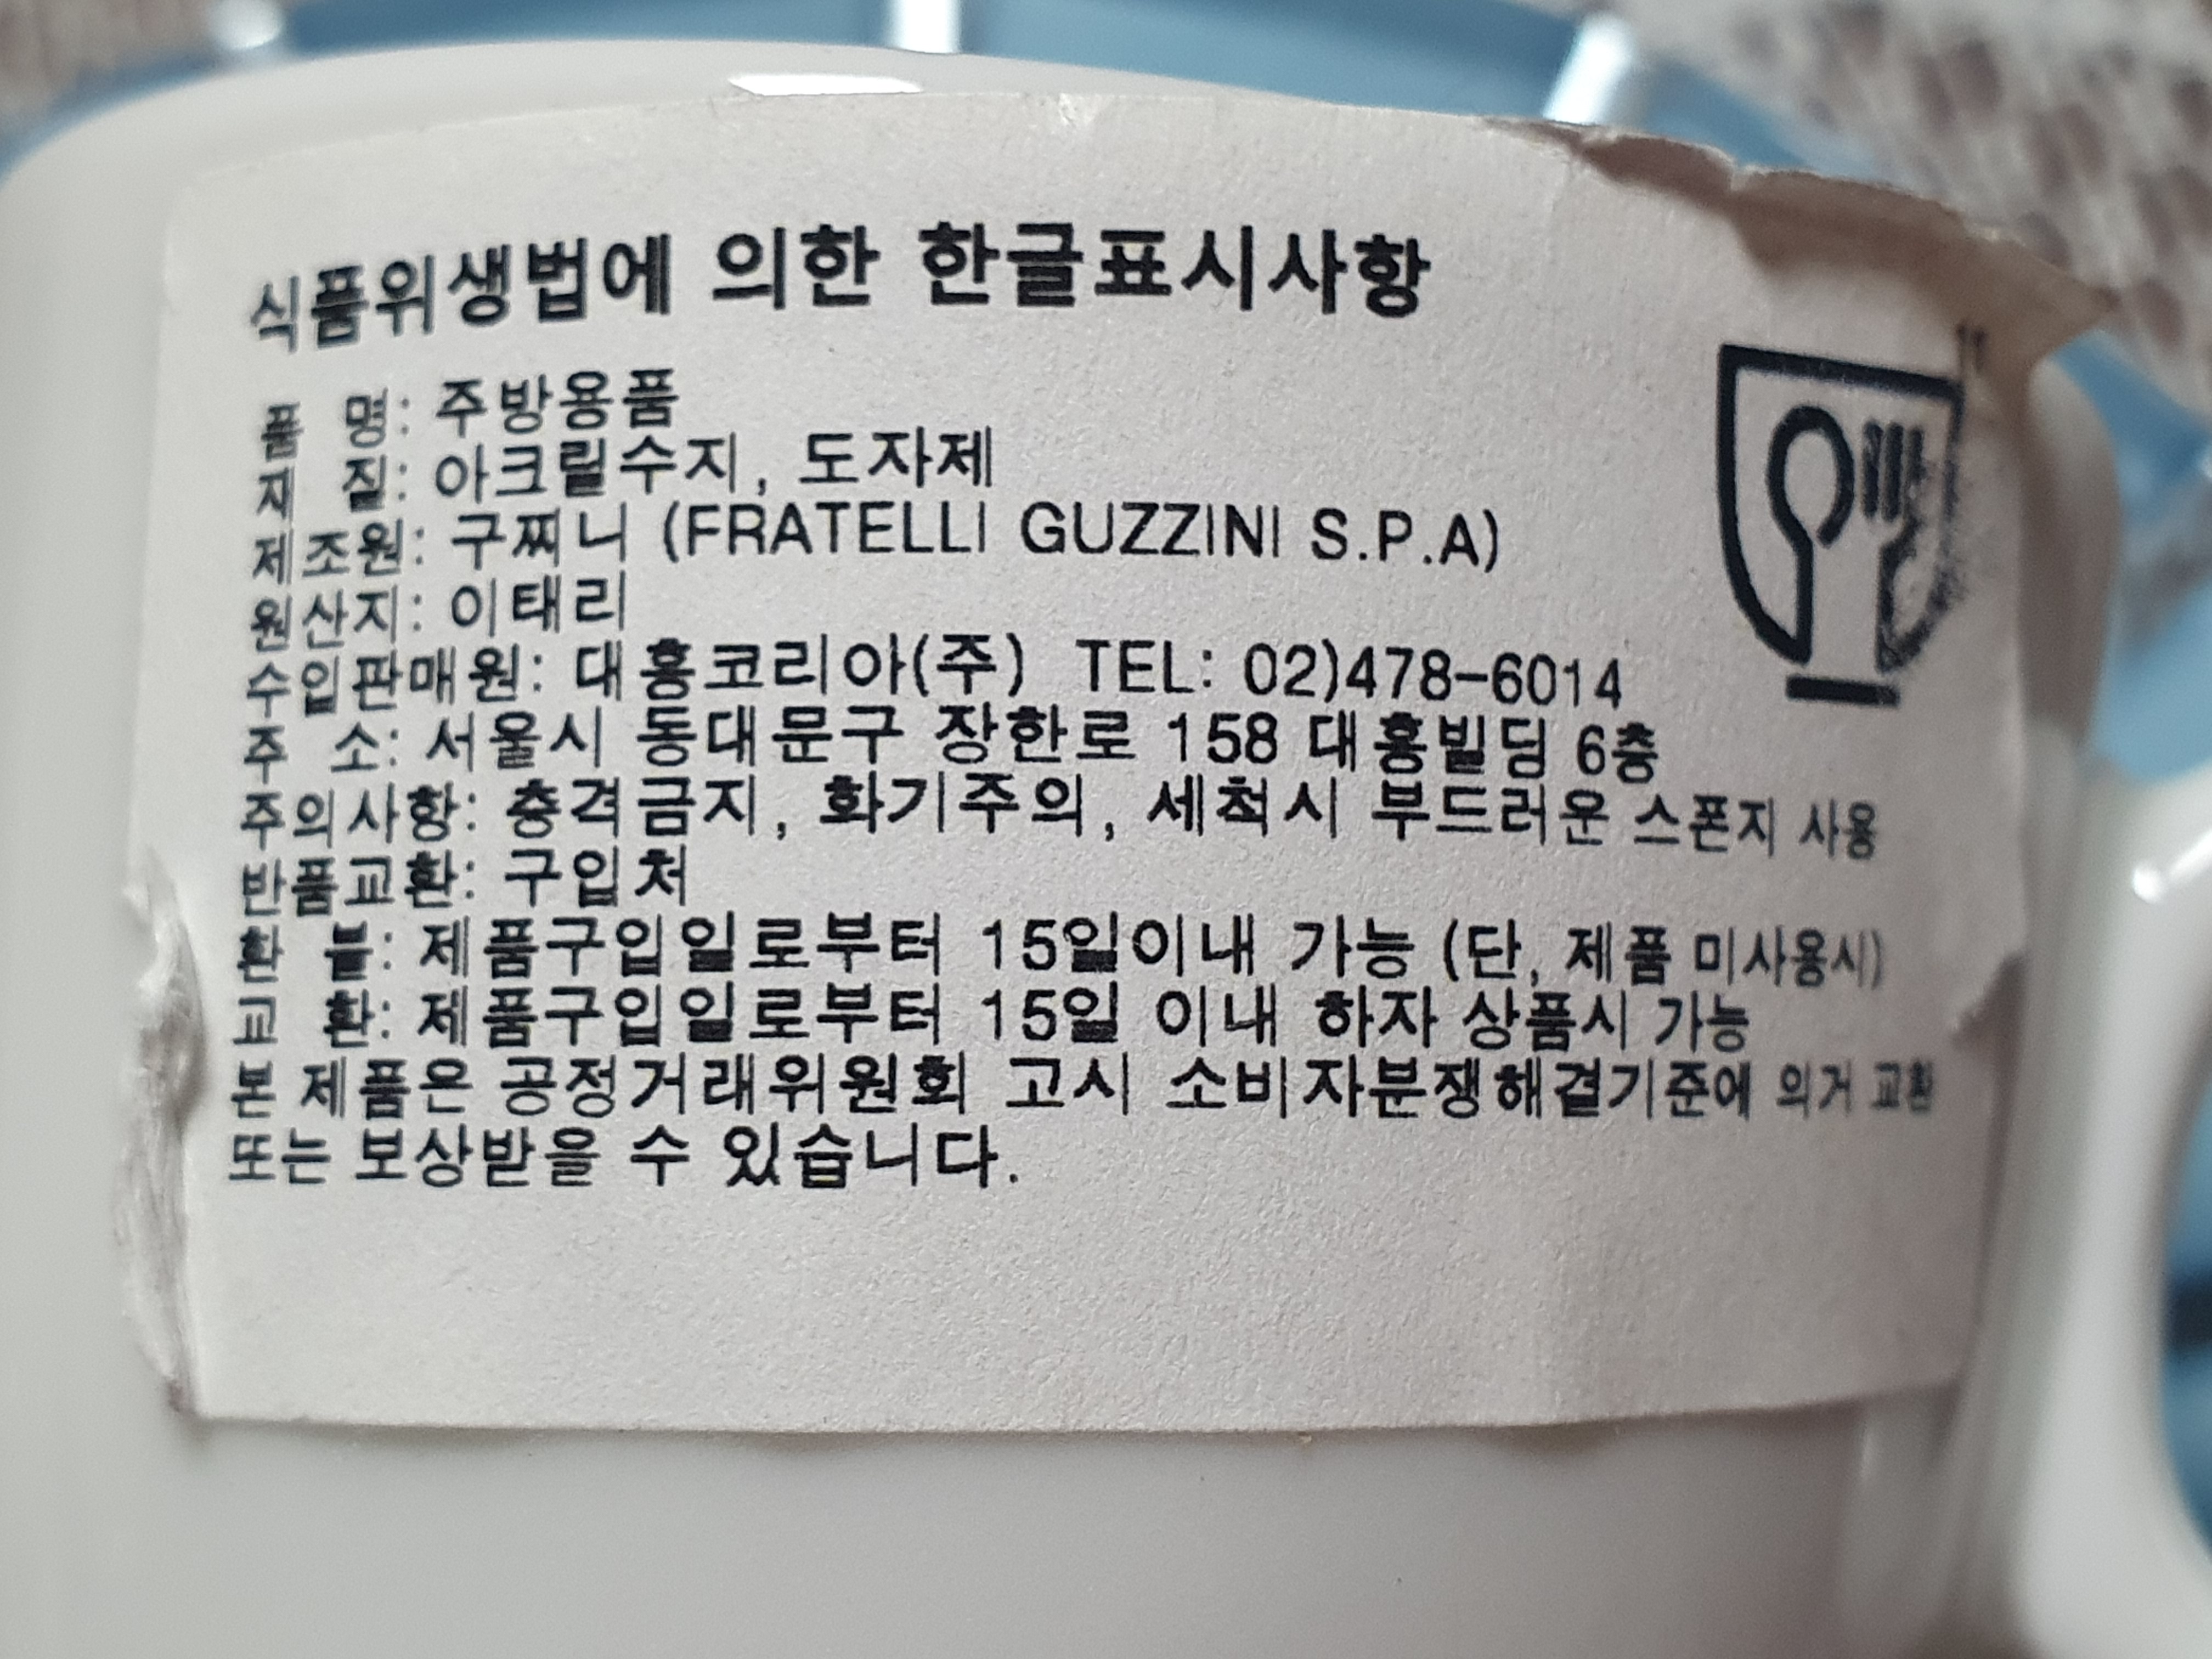 식품위생법에 의한 한글표시사항
품 명: 주방용품
재 질: 아크릴수지, 도자제
제조원: 구찌니 (FRATELLI GUZZINI S.P.A)
원산지: 이태리
수입판매원: 대흥코리아(주) TEL: 02)478-6014
주 소: 서울시 동대문구 장한로 158 대흥빌딩 6층
주의사항: 충격금지, 화기주의, 세척시 부드러운 스폰지 사용
반품교환: 구입처
환 불: 제품구입일로부터 15일이내 가능 (단, 제품 미사용시)
교 환: 제품구입일로부터 15일 이내 하자 상품시 가능
본 제품은 공정거래위원회 고시 소비자분쟁해결기준에 의거 교환
또는 보상받을 수 있습니다.